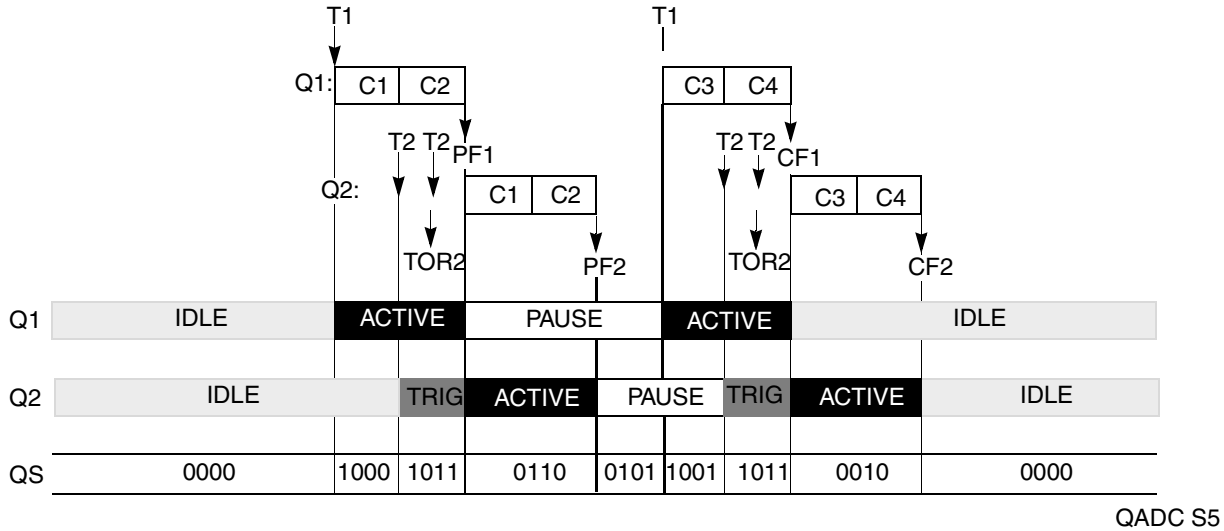 T1 T1
Q1: C1 C2 C3 C4
T2 T2 PF1 T2 T2 CF1
Q2: C1 C2 C3 C4
TOR2 PF2 TOR2 CF2
Q1 IDLE ACTIVE PAUSE ACTIVE IDLE
Q2 IDLE TRIG ACTIVE PAUSE TRIG ACTIVE IDLE
QS 0000 1000 1011 0110 0101 1001 1011 0010 0000
QADC S5